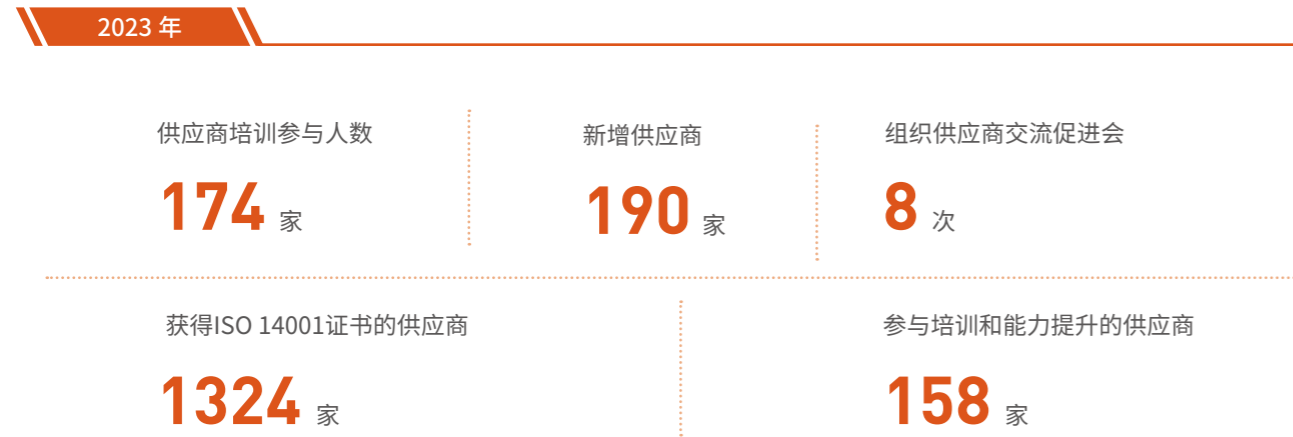 2023 年
供应商培训参与人数
174 家
新增供应商
190 家
组织供应商交流促进会
8 次
获得ISO 14001证书的供应商
1324 家
参与培训和能力提升的供应商
158 家